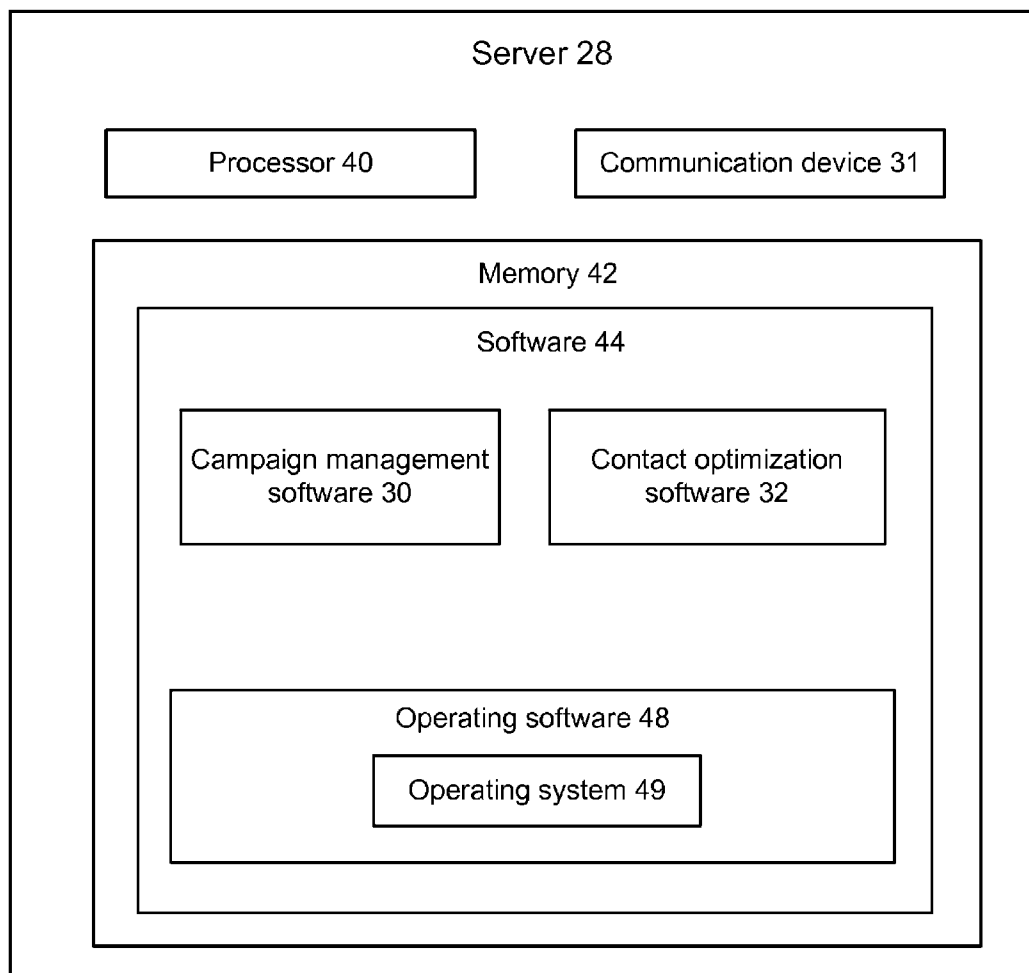 Server 28
Processor 40
Communication device 31
Memory 42
Software 44
Campaign management
software 30
Contact optimization
software 32
Operating software 48
Operating system 49